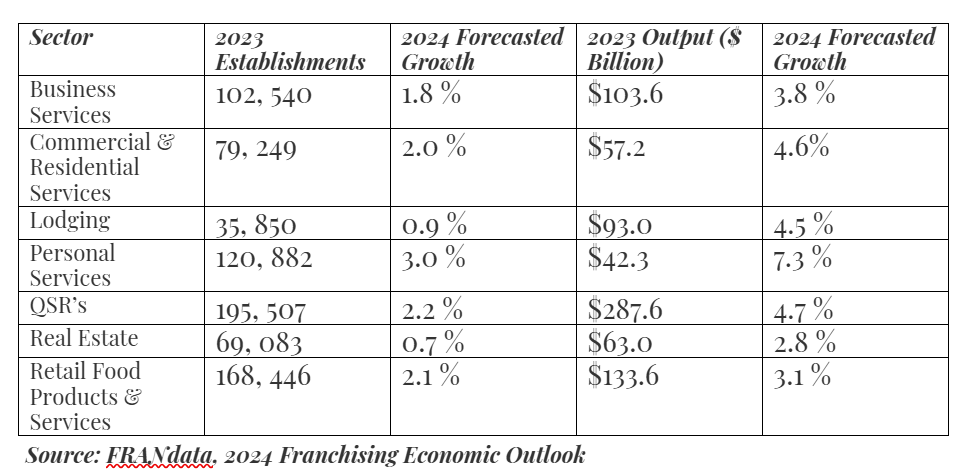 Sector 2023 2024 Forecasted 2023 Output ($ 2024 Forecasted
Establishments Growth Billion) Growth
Business 102, 540 1.8 % $103.6 3.8 %
Services
Commercial & 79, 249 2.0 % $57.2 4.6%
Residential
Services
Lodging 35, 850 0.9 % $93.0 4.5 %
Personal 120, 882 3.0 % $42.3 7.3 %
Services
QSR’s 195, 507 2.2 % $287.6 4.7 %
Real Estate 69, 083 0.7 % $63.0 2.8 %
Retail Food 168, 446 2.1 % $133.6 3.1 %
Products &
Services
Source: FRANdata, 2024 Franchising Economic Outlook